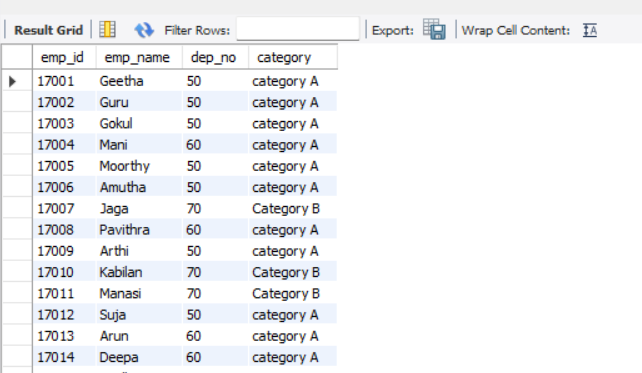 Result Grid Filter Rows: Export: Wrap Cell Content: IA
emp_id emp_name dep_no category
17001 Geetha 50 category A
17002 Guru 50 category A
17003 Gokul 50 category A
17004 Mani 60 category A
17005 Moorthy 50 category A
17006 Amutha 50 category A
17007 Jaga 70 Category B
17008 Pavithra 60 category A
17009 Arthi 50 category A
17010 Kabilan 70 Category B
17011 Manasi 70 Category B
17012 Suja 50 category A
17013 Arun 60 category A
17014 Deepa 60 category A